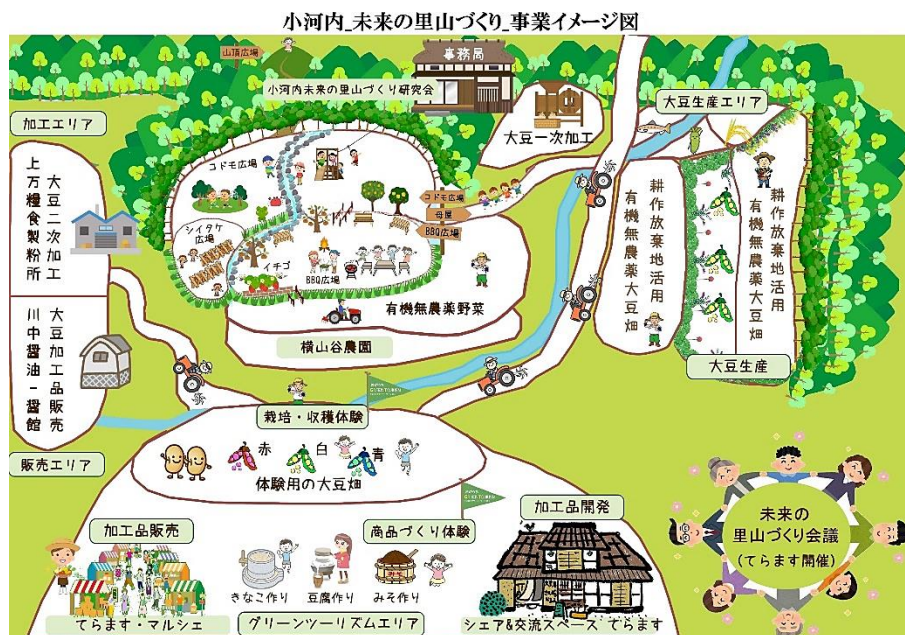 小河内_未来の里山づくり_事業イメージ図
山頂広場
事務局
小河内未来の里山づくり研究会
大豆一次加工
大豆生産エリア
加工エリア
大豆二次加工
上万糧食製粉所
大豆加工品販売
川中醤油-醤館
販売エリア
コドモ広場
シイタケ
広場
イチゴ
BBQ広場
コドモ広場
母屋
BBQ広場
有機無農薬野菜
横山谷農園
耕作放棄地活用
有機無農薬大豆畑
耕作放棄地活用
有機無農薬大豆畑
大豆生産
栽培・収穫体験
赤
白
青
体験用の大豆畑
加工品販売
てらます・マルシェ
商品づくり体験
きなこ作り
豆腐作り
みそ作り
グリーンツーリズムエリア
加工品開発
シェア&交流スペース てらます
未来の
里山づくり会議
(てらます開催)